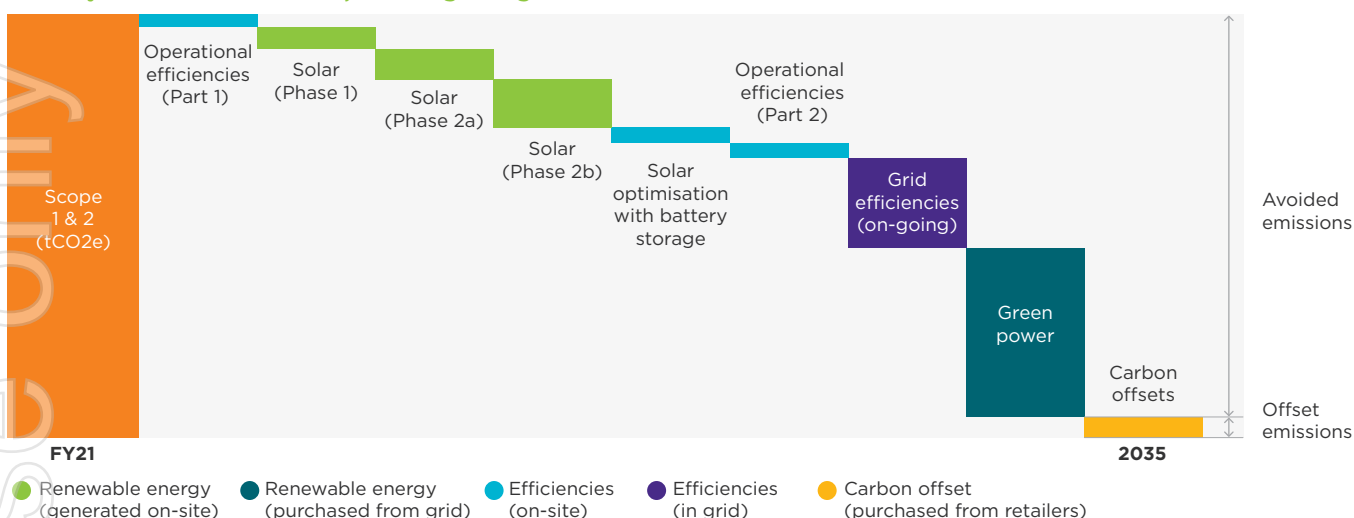 Operational
efficiencies
(Part 1)
Solar
(Phase 1)
Solar
(Phase 2a)
Solar
(Phase 2b)
Solar
optimisation
with battery
storage
Operational
efficiencies
(Part 2)
Grid
efficiencies
(on-going)
Green
power
Carbon
offsets
Scope
1 & 2
(tCO2e)
Avoided
emissions
Offset
emissions
FY21
2035
Renewable energy
(generated on-site)
Renewable energy
(purchased from grid)
Efficiencies
(on-site)
Efficiencies
(in grid)
Carbon offset
(purchased from retailers)
only